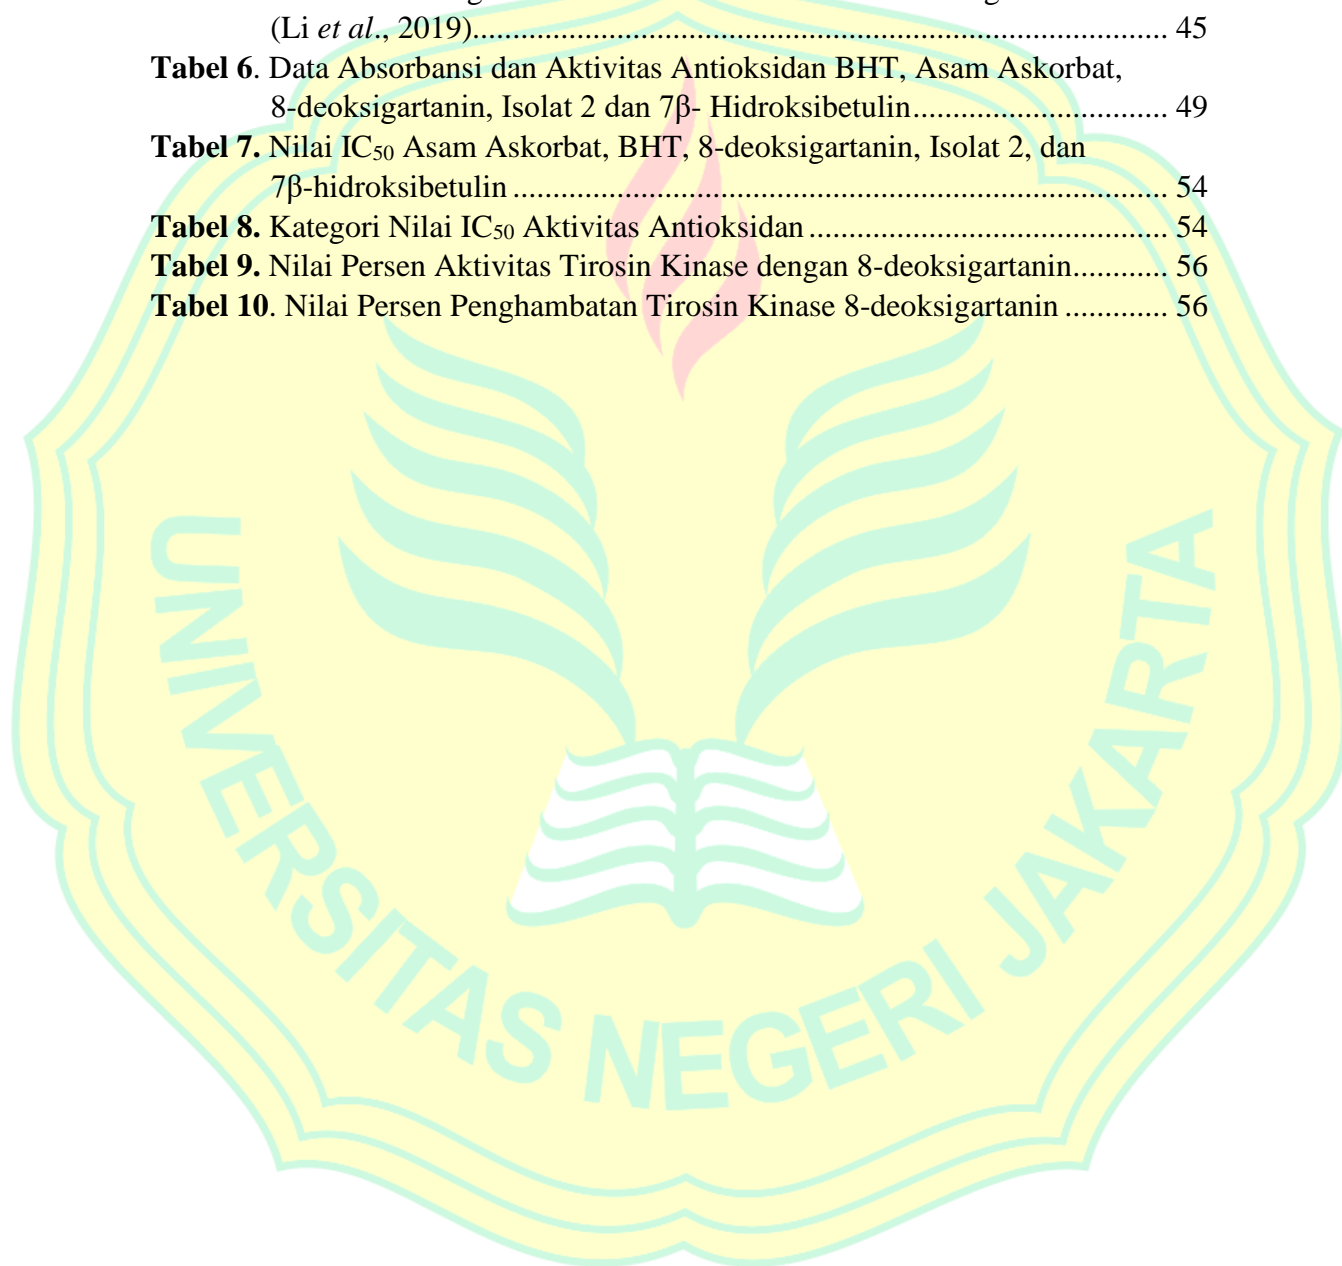 (Li et al., 2019)........................................................................................... 45
Tabel 6. Data Absorbansi dan Aktivitas Antioksidan BHT, Asam Askorbat,
8-deoksigartanin, Isolat 2 dan 7β- Hidroksibetulin................................. 49
Tabel 7. Nilai IC50 Asam Askorbat, BHT, 8-deoksigartanin, Isolat 2, dan
7β-hidroksibetulin ..................................................................................... 54
Tabel 8. Kategori Nilai IC50 Aktivitas Antioksidan .............................................. 54
Tabel 9. Nilai Persen Aktivitas Tirosin Kinase dengan 8-deoksigartanin............ 56
Tabel 10. Nilai Persen Penghambatan Tirosin Kinase 8-deoksigartanin ............. 56
UNIVERSITAS NEGERI JAKARTA